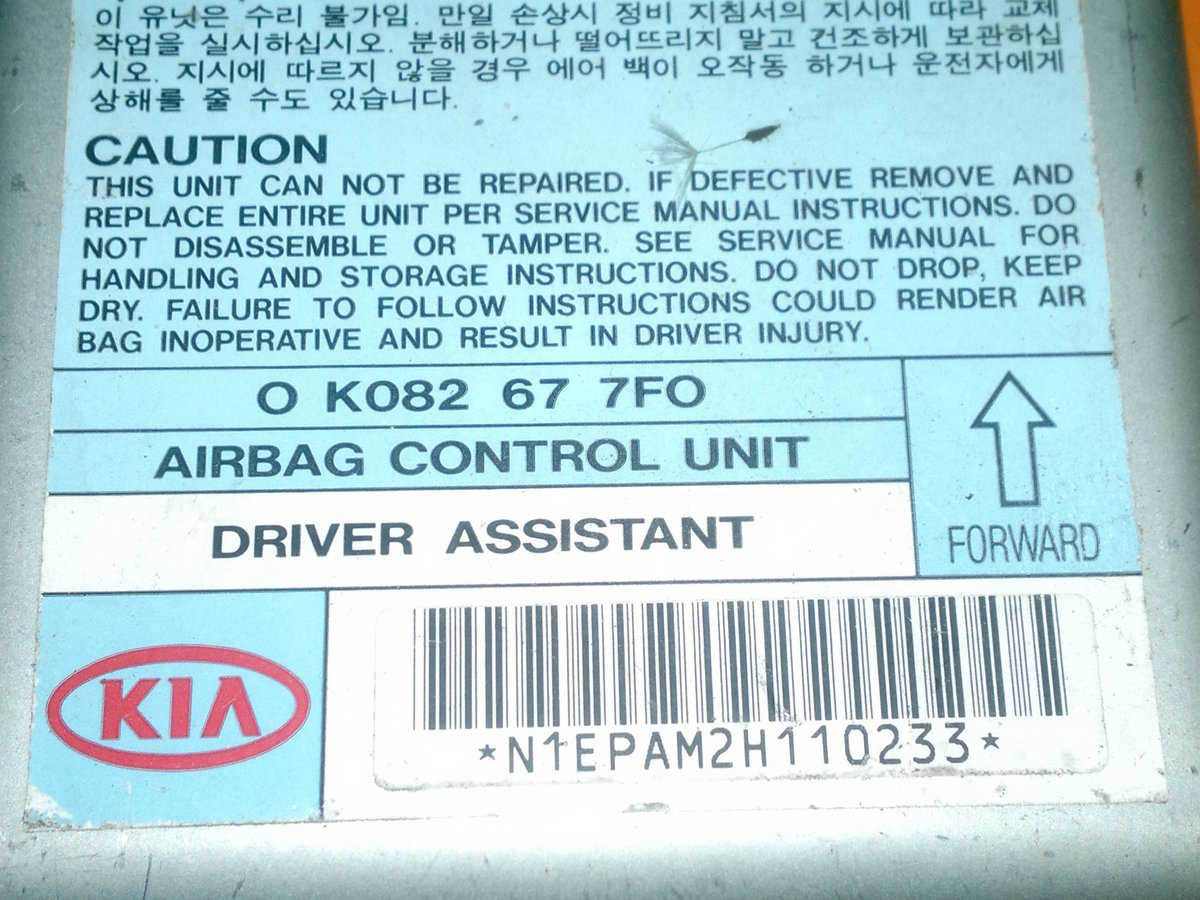 이 유닛은 수리 불가임. 만일 손상시 정비 지침서의 지시에 따라 교체
작업을 실시하십시오. 분해하거나 떨어뜨리지 말고 건조하게 보관하십
시오. 지시에 따르지 않을 경우 에어 백이 오작동 하거나 운전자에게
상해를 줄 수도 있습니다.
CAUTION
THIS UNIT CAN NOT BE REPAIRED. IF DEFECTIVE REMOVE AND
REPLACE ENTIRE UNIT PER SERVICE MANUAL INSTRUCTIONS. DO
NOT DISASSEMBLE OR TAMPER. SEE SERVICE MANUAL FOR
HANDLING AND STORAGE INSTRUCTIONS. DO NOT DROP, KEEP
DRY. FAILURE TO FOLLOW INSTRUCTIONS COULD RENDER AIR
BAG INOPERATIVE AND RESULT IN DRIVER INJURY.
O K082 67 7FO
AIRBAG CONTROL UNIT
DRIVER ASSISTANT
FORWARD
KIA
*N1EPAM2H110233*